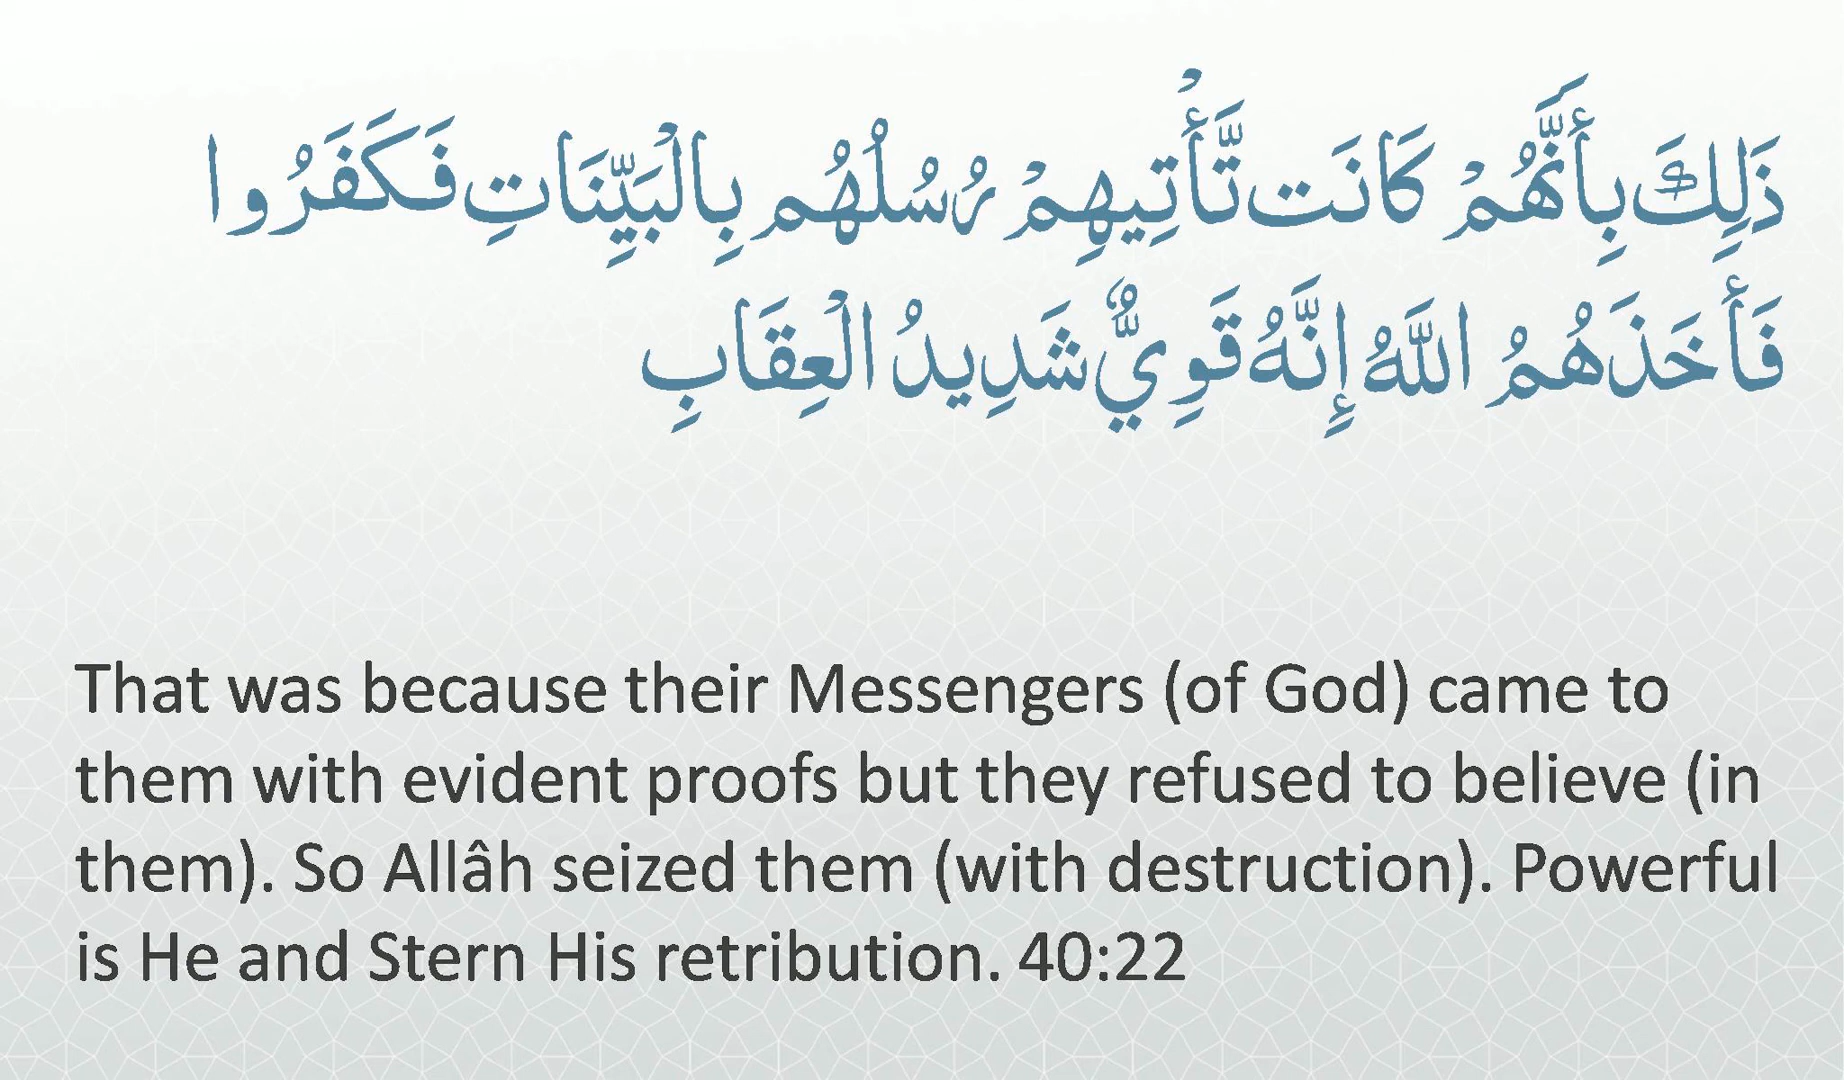 ذَلِكَ بِأَنَّهُمْ كَانَت تَّأْتِيهِمْ رُسُلُهُم بِالْبَيِّنَاتِ فَكَفَرُوا
فَأَخَذَهُمُ اللَّهُ إِنَّهُ قَوِيٌّ شَدِيدُ الْعِقَابِ
That was because their Messengers (of God) came to
them with evident proofs but they refused to believe (in
them). So Allâh seized them (with destruction). Powerful
is He and Stern His retribution. 40:22